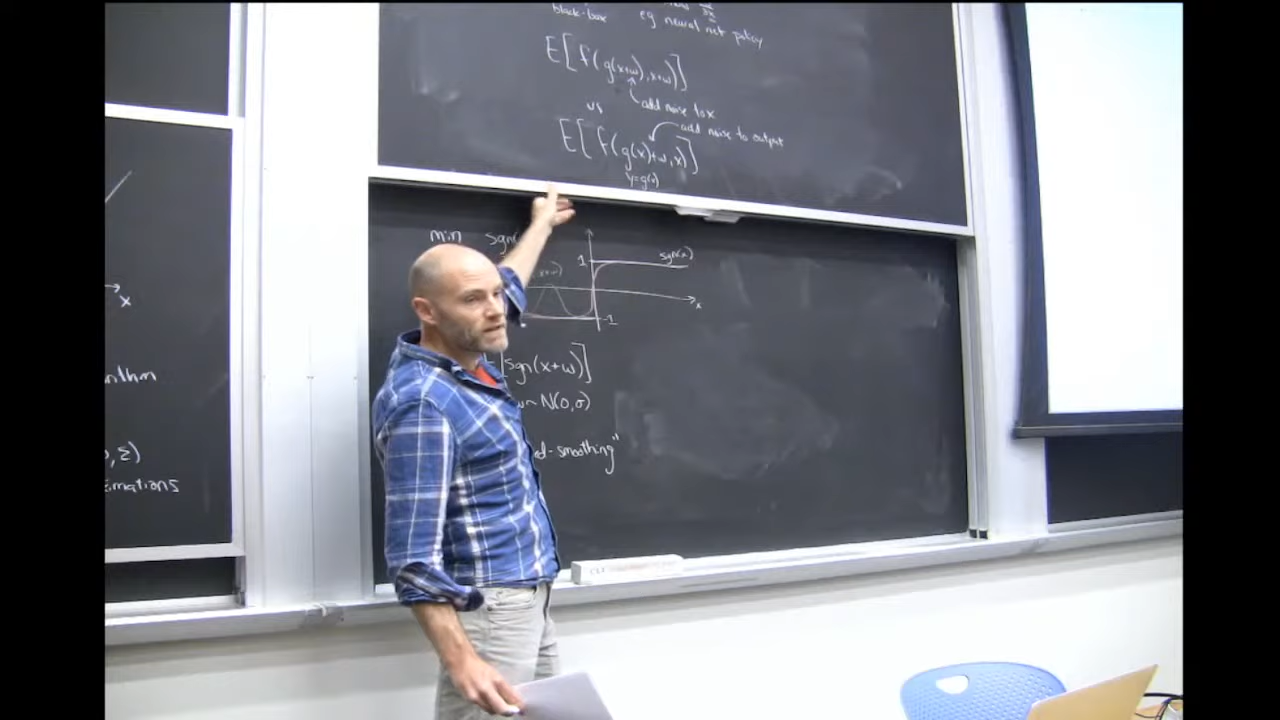 x
rithm
, Σ)
imations
black-box eg neural net policy
E[f(g(x+w), x+w)]
add noise to x
vs
add noise to output
E[f(g(x)+w, x)]
y=g(x)
min sgn(
1 sgn(x)
x
-1
[sgn(x+w)]
w~N(0,σ)
d-smoothing"